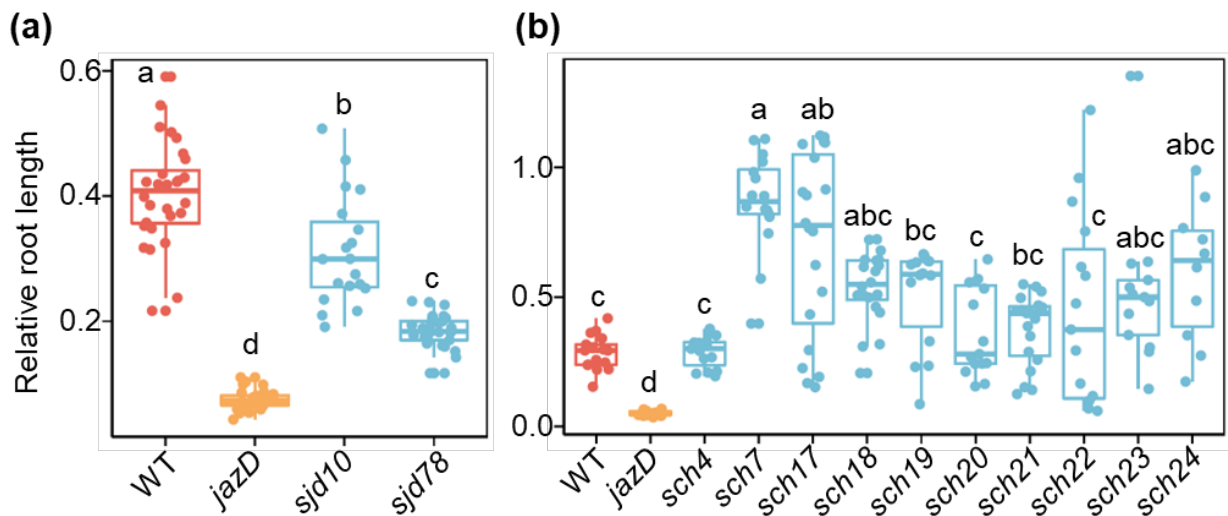 (a)
Relative root length
0.6
0.4
0.2
a
d
b
c
WT
jazD
sjd10
sjd78
(b)
1.0
0.5
0.0
c
d
c
a
ab
abc
bc
c
bc
c
abc
abc
WT
jazD
sch4
sch7
sch17
sch18
sch19
sch20
sch21
sch22
sch23
sch24